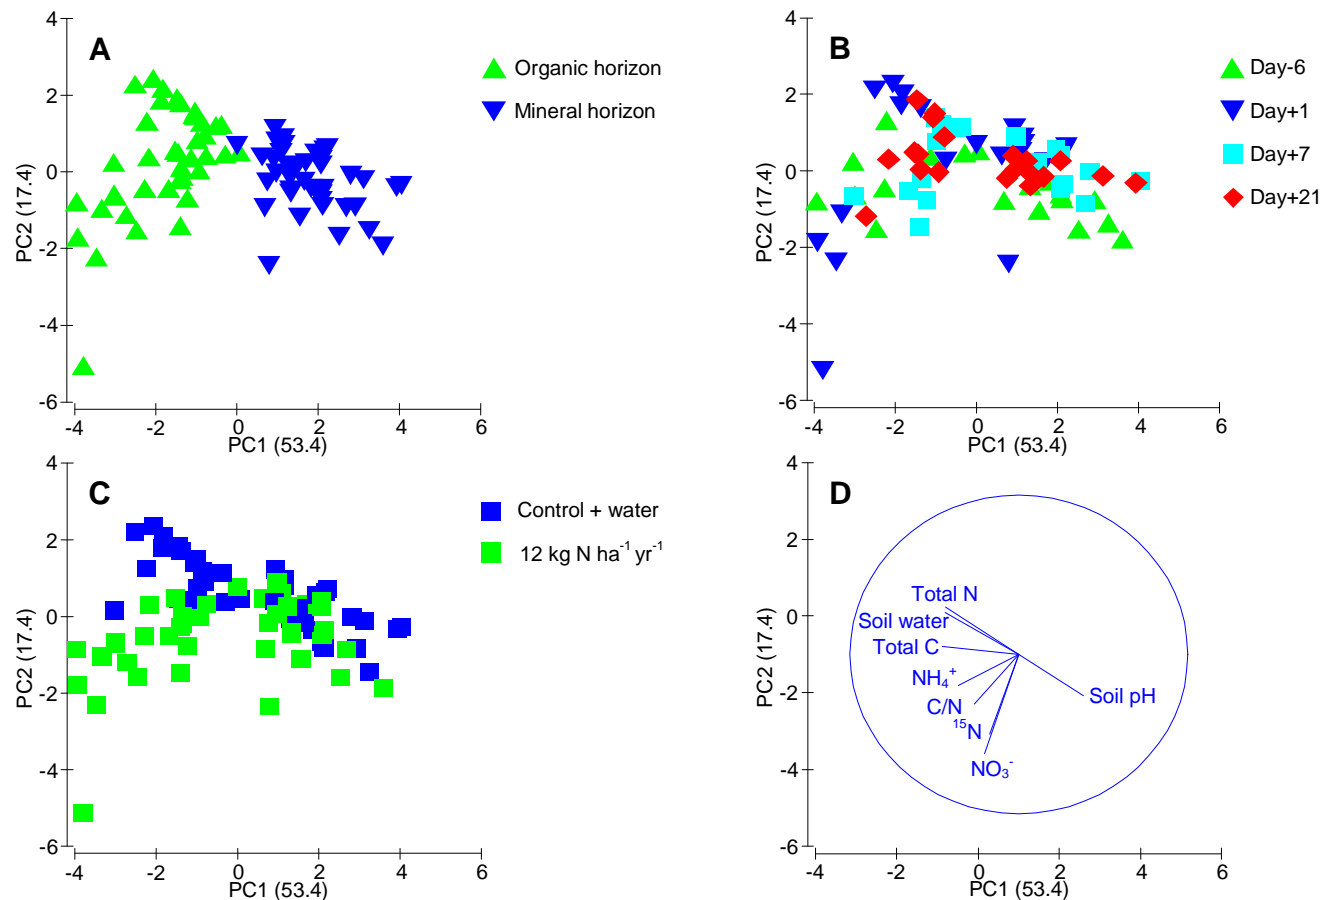 A
Organic horizon
Mineral horizon
4
2
0
-2
-4
-6
-4 -2 0 2 4 6
PC1 (53.4)
PC2 (17.4)
B
Day-6
Day+1
Day+7
Day+21
4
2
0
-2
-4
-6
-4 -2 0 2 4 6
PC1 (53.4)
PC2 (17.4)
C
Control + water
12 kg N ha⁻¹ yr⁻¹
4
2
0
-2
-4
-6
-4 -2 0 2 4 6
PC1 (53.4)
PC2 (17.4)
D
Total N
Soil water
Total C
NH₄⁺
C/N
¹⁵N
NO₃⁻
Soil pH
4
2
0
-2
-4
-6
-4 -2 0 2 4 6
PC1 (53.4)
PC2 (17.4)